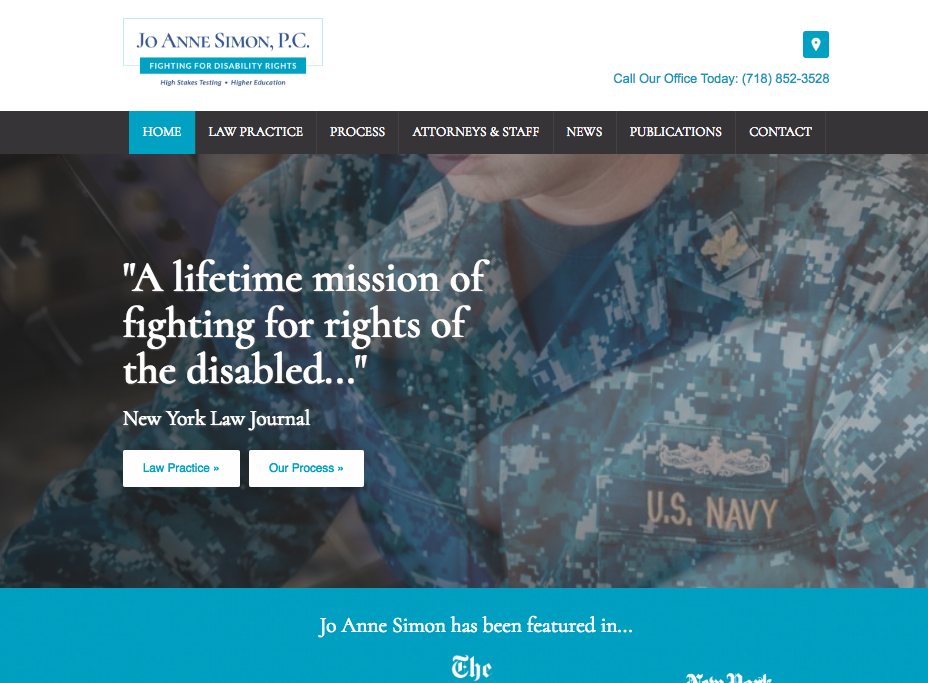 Jo Anne Simon, P.C.
FIGHTING FOR DISABILITY RIGHTS
High Stakes Testing • Higher Education
Call Our Office Today: (718) 852-3528
HOME LAW PRACTICE PROCESS ATTORNEYS & STAFF NEWS PUBLICATIONS CONTACT
"A lifetime mission of
fighting for rights of
the disabled..."
New York Law Journal
Law Practice » Our Process »
U.S. NAVY
Jo Anne Simon has been featured in...
The
New York